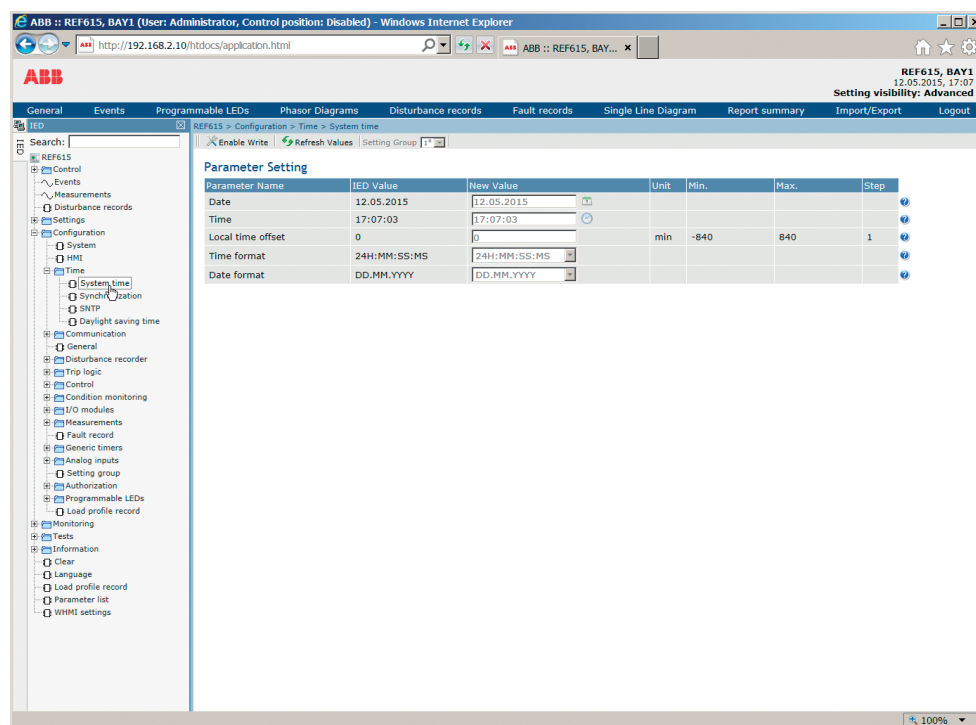 ABB :: REF615, BAY1 (User: Administrator, Control position: Disabled) - Windows Internet Explorer
http://192.168.2.10/htdocs/application.html
ABB :: REF615, BAY...
ABB
REF615, BAY1
12.05.2015, 17:07
Setting visibility: Advanced
General Events Programmable LEDs Phasor Diagrams Disturbance records Fault records Single Line Diagram Report summary Import/Export Logout
IED
REF615 > Configuration > Time > System time
IED
Search:
Enable Write Refresh Values Setting Group 1*
REF615
Control
Events
Measurements
Disturbance records
Settings
Configuration
System
HMI
Time
System time
Synchronization
SNTP
Daylight saving time
Communication
General
Disturbance recorder
Trip logic
Control
Condition monitoring
I/O modules
Measurements
Fault record
Generic timers
Analog inputs
Setting group
Authorization
Programmable LEDs
Load profile record
Monitoring
Tests
Information
Clear
Language
Load profile record
Parameter list
WHMI settings
Parameter Setting
Parameter Name IED Value New Value Unit Min. Max. Step
Date 12.05.2015 12.05.2015
Time 17:07:03 17:07:03
Local time offset 0 0 min -840 840 1
Time format 24H:MM:SS:MS 24H:MM:SS:MS
Date format DD.MM.YYYY DD.MM.YYYY
100%